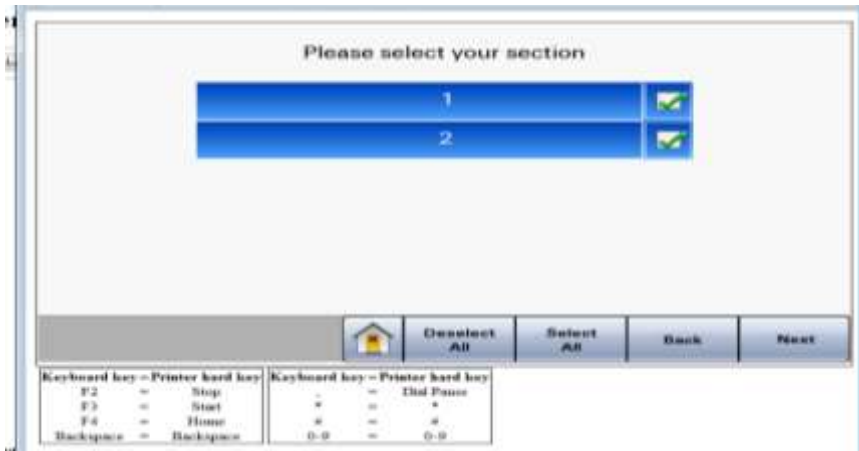 Please select your section
1
2
Deselect All
Select All
Back
Next
Keyboard key = Printer hard key
F2 = Stop
F3 = Start
F4 = Home
Backspace = Backspace
Keyboard key = Printer hard key
= Dial Pause
* = *
# = #
0-9 = 0-9